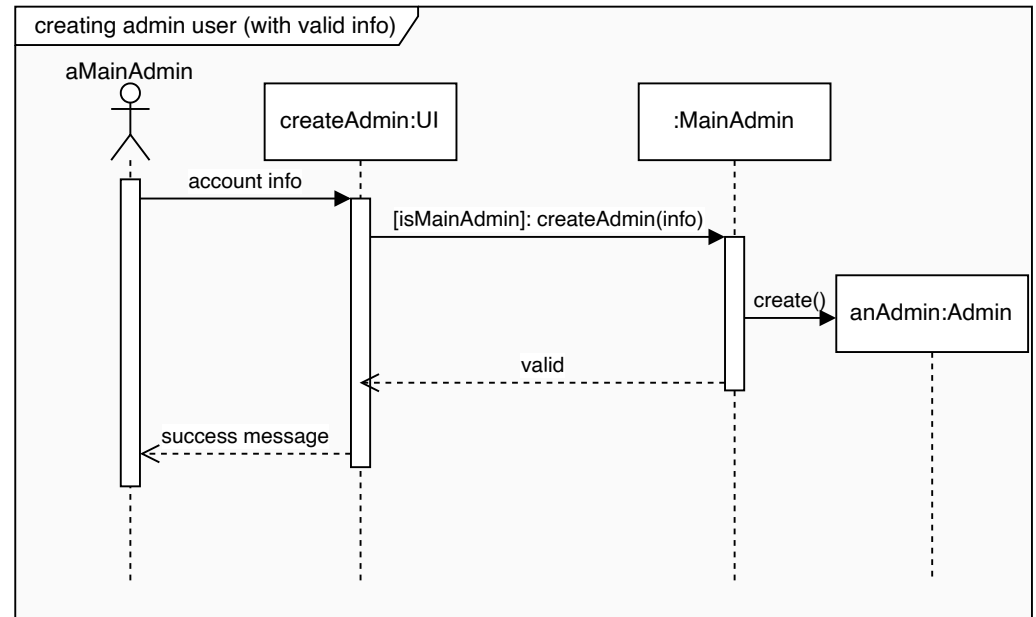 creating admin user (with valid info)
aMainAdmin
createAdmin:UI
:MainAdmin
account info
[isMainAdmin]: createAdmin(info)
create()
anAdmin:Admin
valid
success message